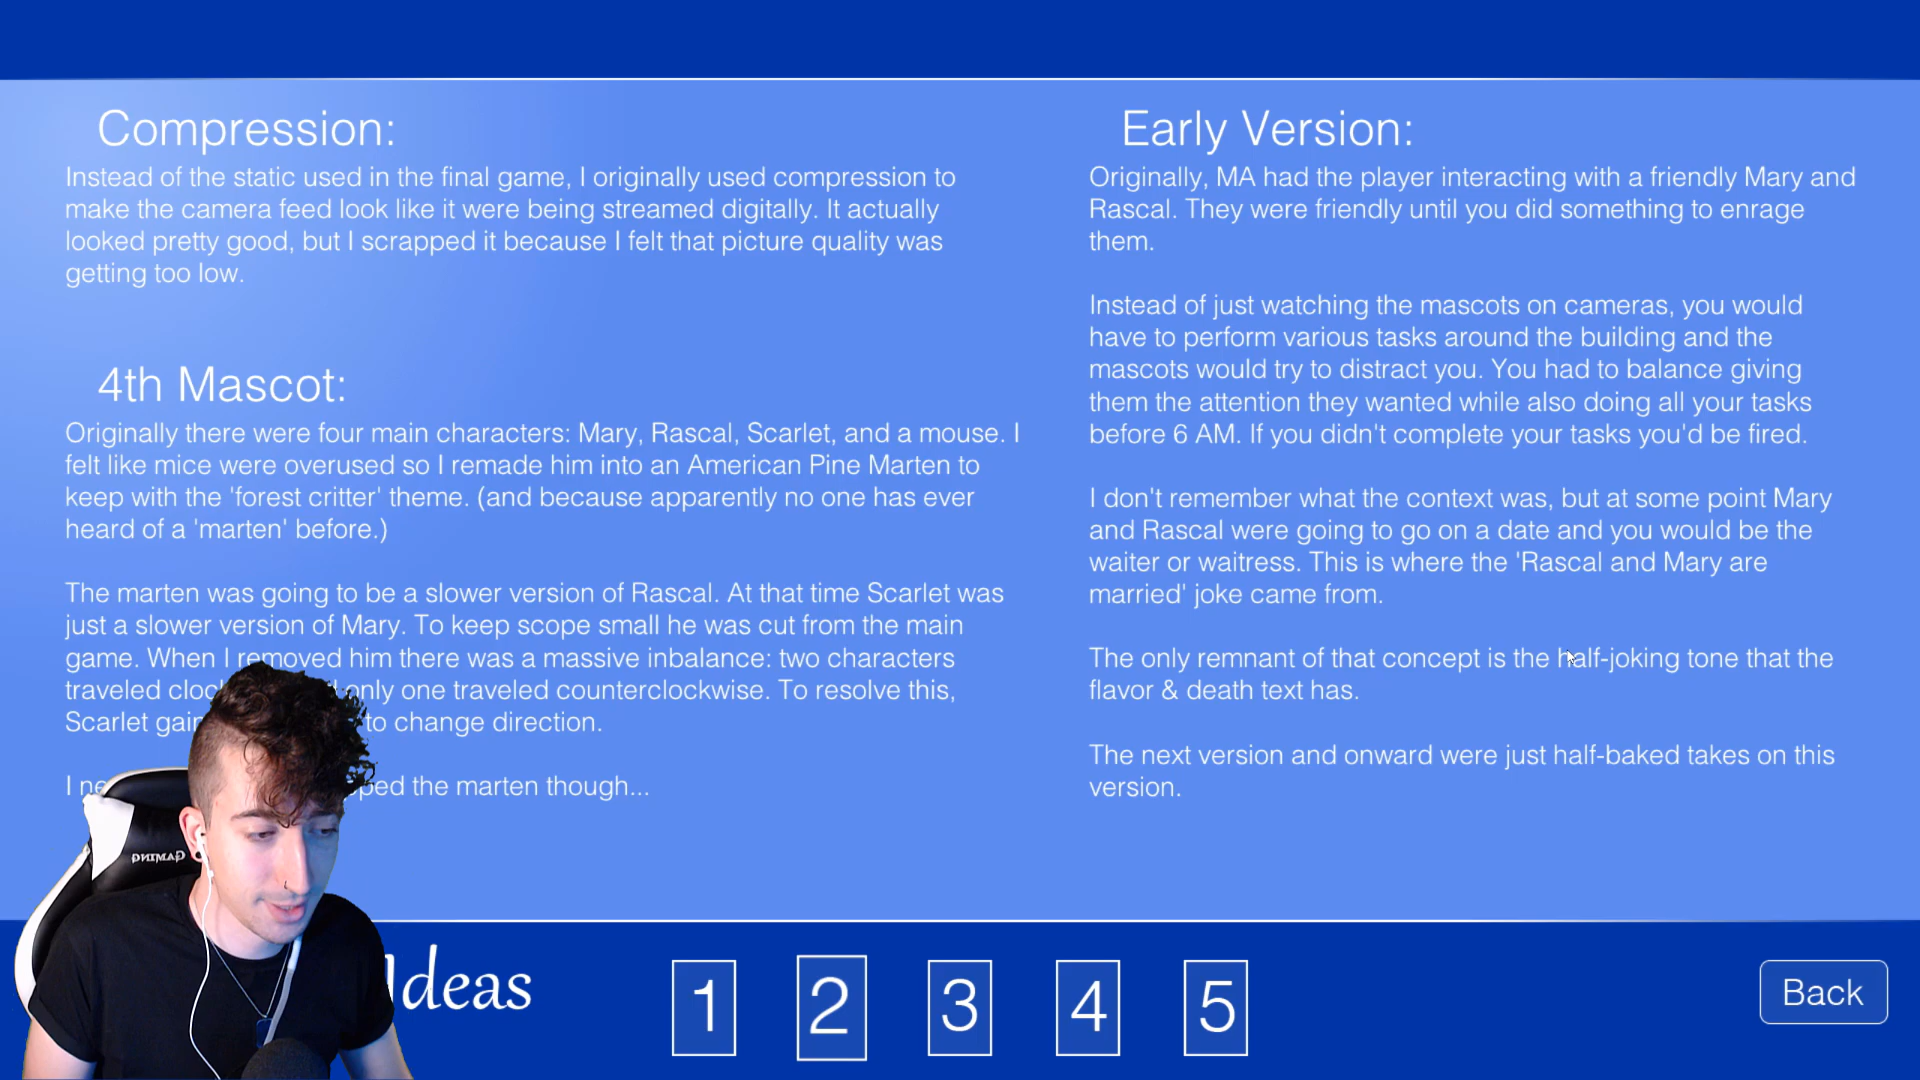 Compression:
Instead of the static used in the final game, I originally used compression to
make the camera feed look like it were being streamed digitally. It actually
looked pretty good, but I scrapped it because I felt that picture quality was
getting too low.
4th Mascot:
Originally there were four main characters: Mary, Rascal, Scarlet, and a mouse. I
felt like mice were overused so I remade him into an American Pine Marten to
keep with the 'forest critter' theme. (and because apparently no one has ever
heard of a 'marten' before.)
The marten was going to be a slower version of Rascal. At that time Scarlet was
just a slower version of Mary. To keep scope small he was cut from the main
game. When I removed him there was a massive inbalance: two characters
traveled only one traveled counterclockwise. To resolve this,
Scarlet to change direction.
I the marten though...
Early Version:
Originally, MA had the player interacting with a friendly Mary and
Rascal. They were friendly until you did something to enrage
them.
Instead of just watching the mascots on cameras, you would
have to perform various tasks around the building and the
mascots would try to distract you. You had to balance giving
them the attention they wanted while also doing all your tasks
before 6 AM. If you didn't complete your tasks you'd be fired.
I don't remember what the context was, but at some point Mary
and Rascal were going to go on a date and you would be the
waiter or waitress. This is where the 'Rascal and Mary are
married' joke came from.
The only remnant of that concept is the half-joking tone that the
flavor & death text has.
The next version and onward were just half-baked takes on this
version.
GAMING
Ideas
1 2 3 4 5
Back